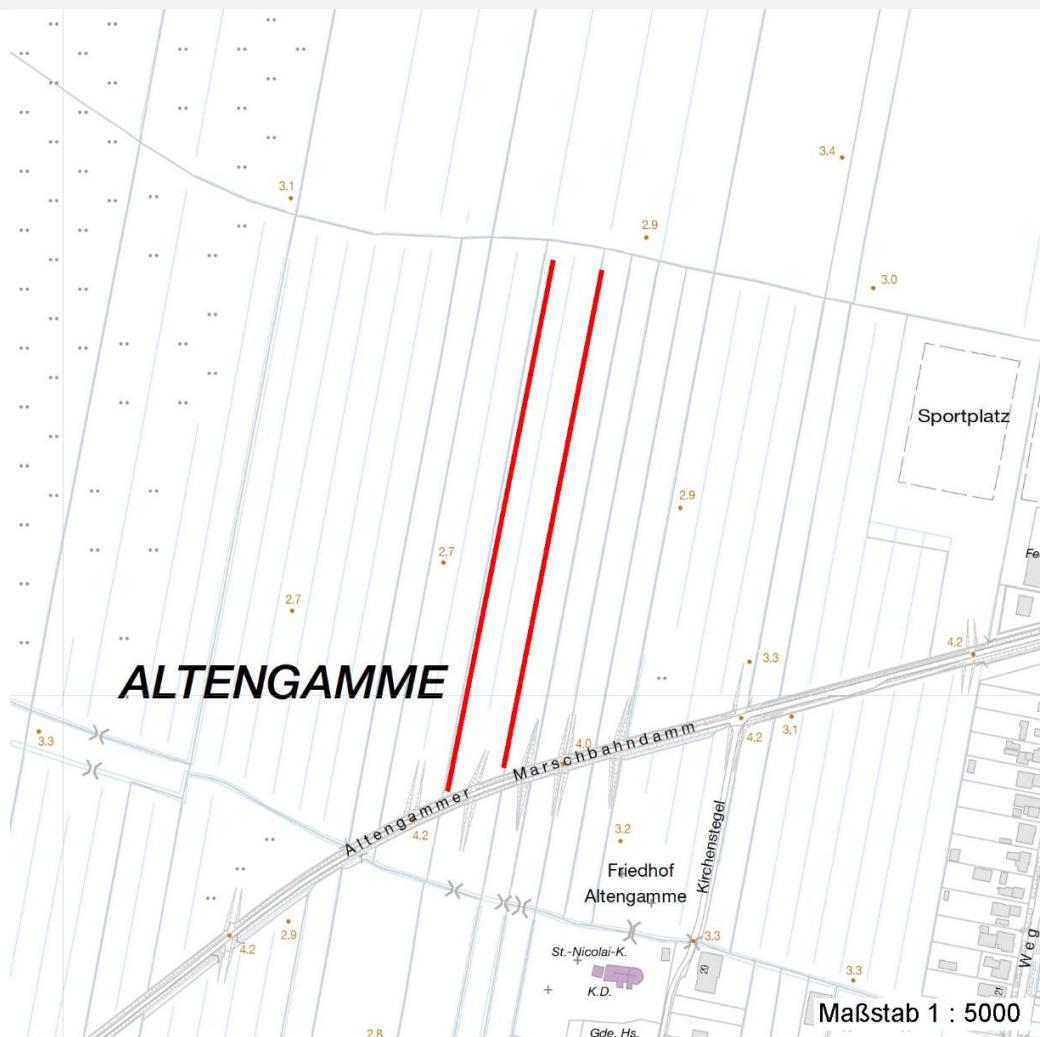 3.4
3.1
2.9
3.0
Sportplatz
2.9
2.7
2.7
4.2
3.3
ALTENGAMME
3.3
4.2
3.1
4.0
Altengammer Marschbahndamm
4.2
3.2
Kirchenstegel
Friedhof
Altengamme
2.9
4.2
3.3
St.-Nicolai-K.
Weg
20
3.3
K.D.
21
Maßstab 1 : 5000
Gde. Hs.
2.8